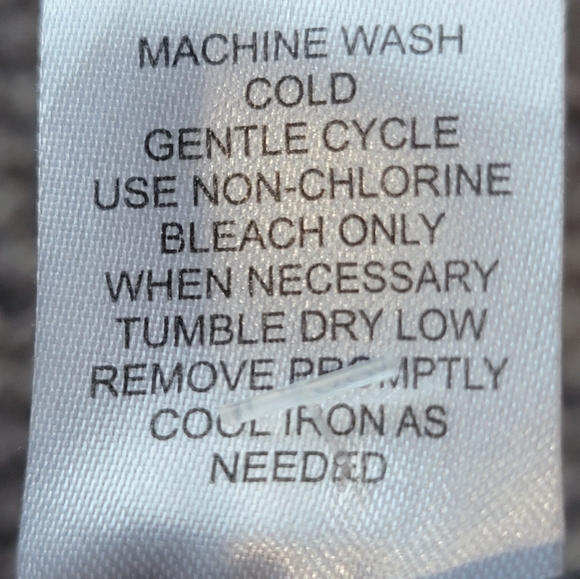 MACHINE WASH
COLD
GENTLE CYCLE
USE NON-CHLORINE
BLEACH ONLY
WHEN NECESSARY
TUMBLE DRY LOW
REMOVE PROMPTLY
COOL IRON AS
NEEDED